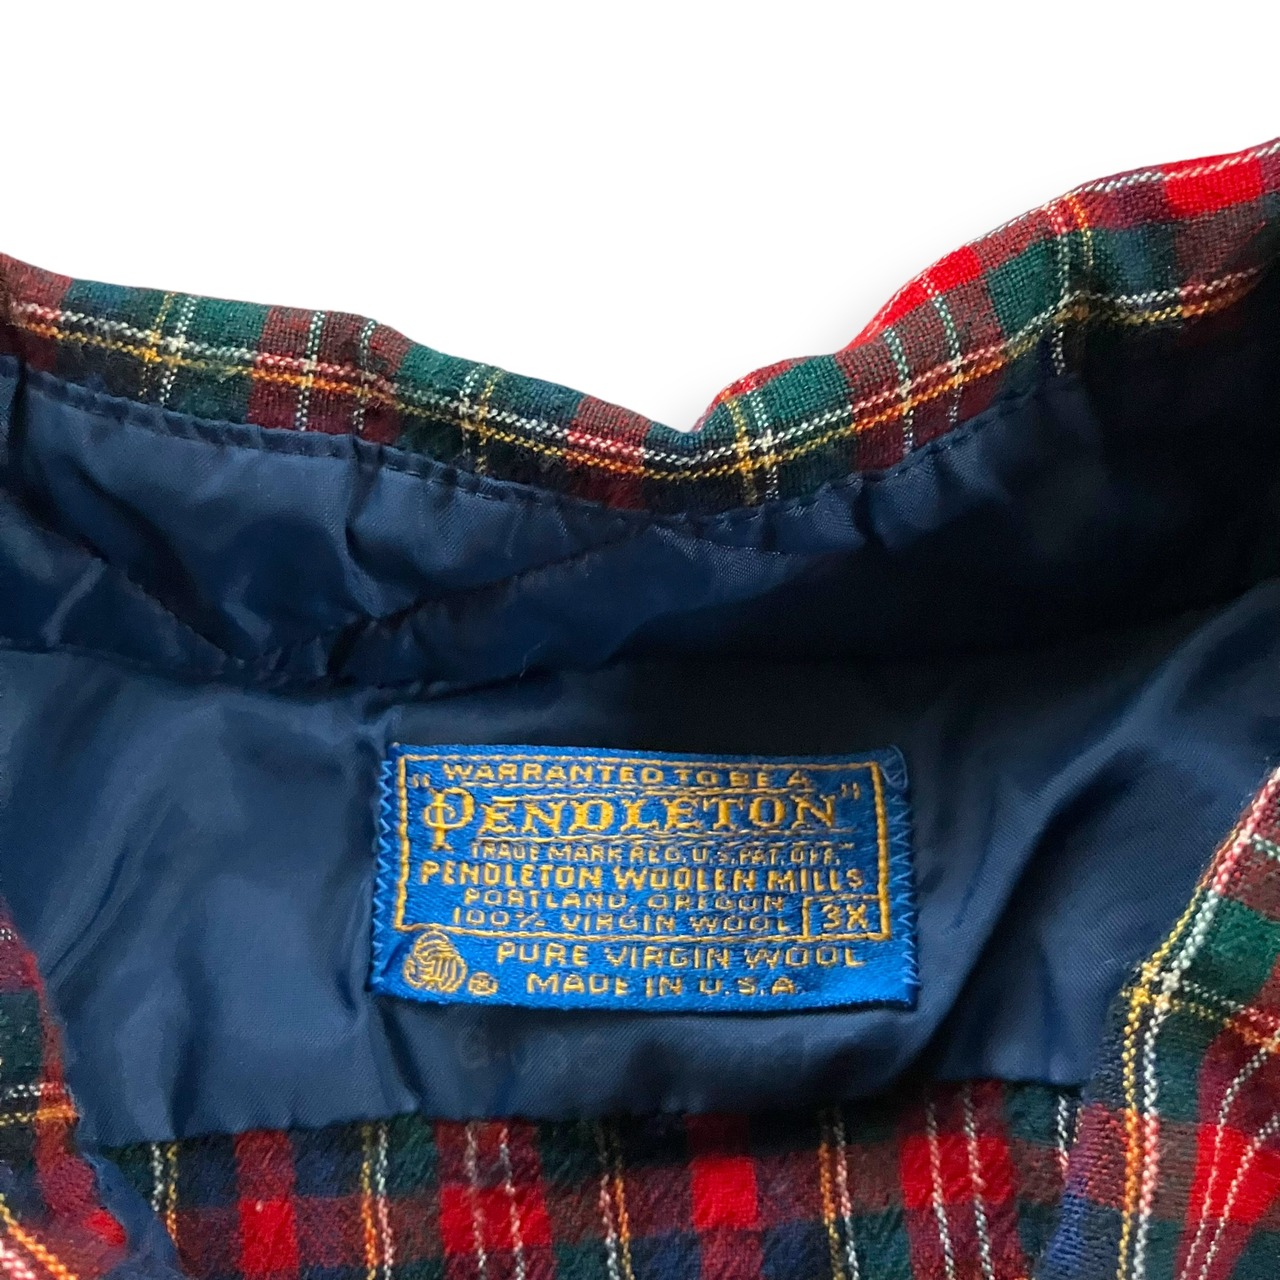 WARRANTED TO BE A
"PENDLETON"
TRADE MARK REG. U.S. PAT. OFF.
PENDLETON WOOLEN MILLS
PORTLAND, OREGON
100% VIRGIN WOOL 3X
PURE VIRGIN WOOL
® MADE IN U.S.A.